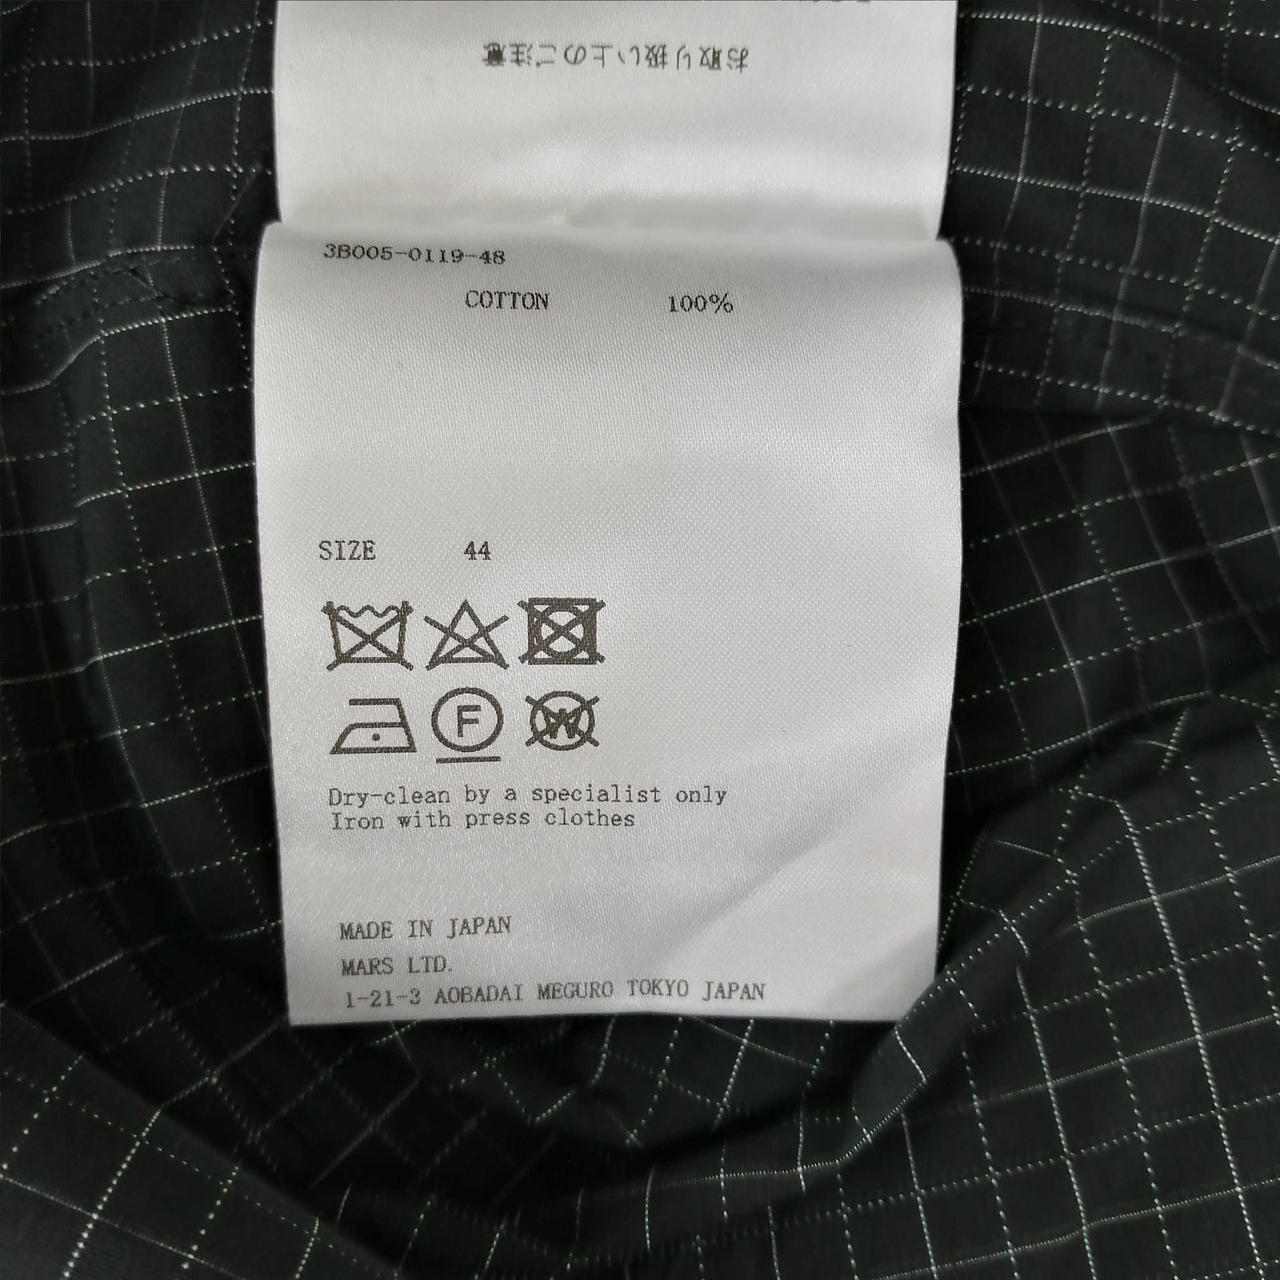 お取り扱い上のご注意
3B005-0119-48
COTTON 100%
SIZE 44
F
W
Dry-clean by a specialist only
Iron with press clothes
MADE IN JAPAN
MARS LTD.
1-21-3 AOBADAI MEGURO TOKYO JAPAN